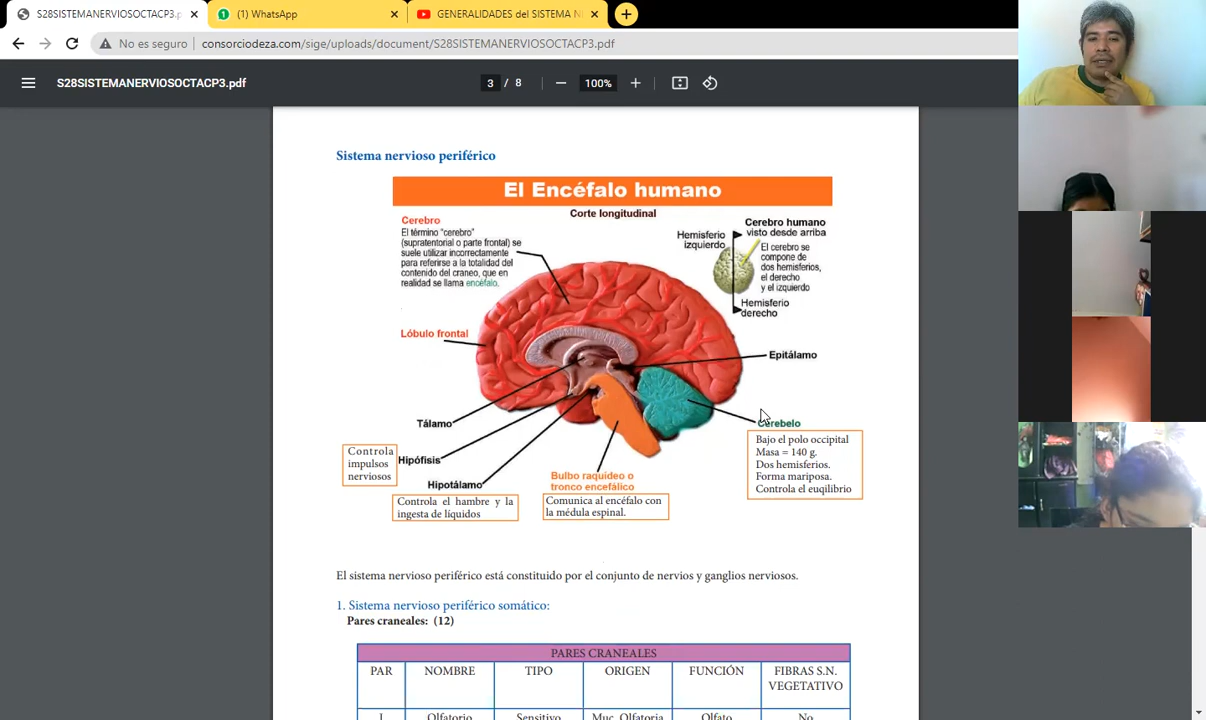 S28SISTEMANERVIOSOCTACP3.p
(1) WhatsApp
GENERALIDADES del SISTEMA N
No es seguro
consorciodeza.com/sige/uploads/document/S28SISTEMANERVIOSOCTACP3.pdf
S28SISTEMANERVIOSOCTACP3.pdf
3 / 8
100%
Sistema nervioso periférico
El Encéfalo humano
Corte longitudinal
Cerebro
El término "cerebro"
(supratentorial o parte frontal) se
suele utilizar incorrectamente
para referirse a la totalidad del
contenido del craneo, que en
realidad se llama encéfalo.
Hemisferio
izquierdo
Cerebro humano
visto desde arriba
El cerebro se
compone de
dos hemisferios,
el derecho
y el izquierdo
Hemisferio
derecho
Lóbulo frontal
Epitálamo
Tálamo
Cerebelo
Bajo el polo occipital
Masa = 140 g.
Dos hemisferios.
Forma mariposa.
Controla el euqilibrio
Controla
impulsos
nerviosos
Hipófisis
Hipotálamo
Controla el hambre y la
ingesta de líquidos
Bulbo raquídeo o
tronco encefálico
Comunica al encéfalo con
la médula espinal.
El sistema nervioso periférico está constituido por el conjunto de nervios y ganglios nerviosos.
1. Sistema nervioso periférico somático:
Pares craneales: (12)
PARES CRANEALES
PAR NOMBRE TIPO ORIGEN FUNCIÓN FIBRAS S.N.
VEGETATIVO
I Olfatorio Sensitivo Muc. Olfatoria Olfato No